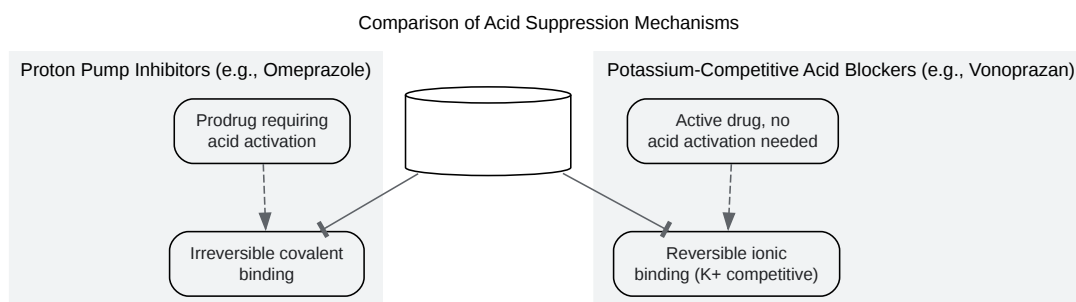 Comparison of Acid Suppression Mechanisms
Proton Pump Inhibitors (e.g., Omeprazole)
Prodrug requiring
acid activation
Irreversible covalent
binding
Potassium-Competitive Acid Blockers (e.g., Vonoprazan)
Active drug, no
acid activation needed
Reversible ionic
binding (K+ competitive)